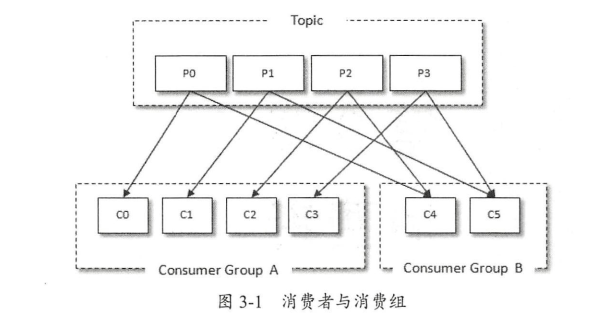 Topic
P0 P1 P2 P3
C0 C1 C2 C3 C4 C5
Consumer Group A Consumer Group B
图 3-1 消费者与消费组